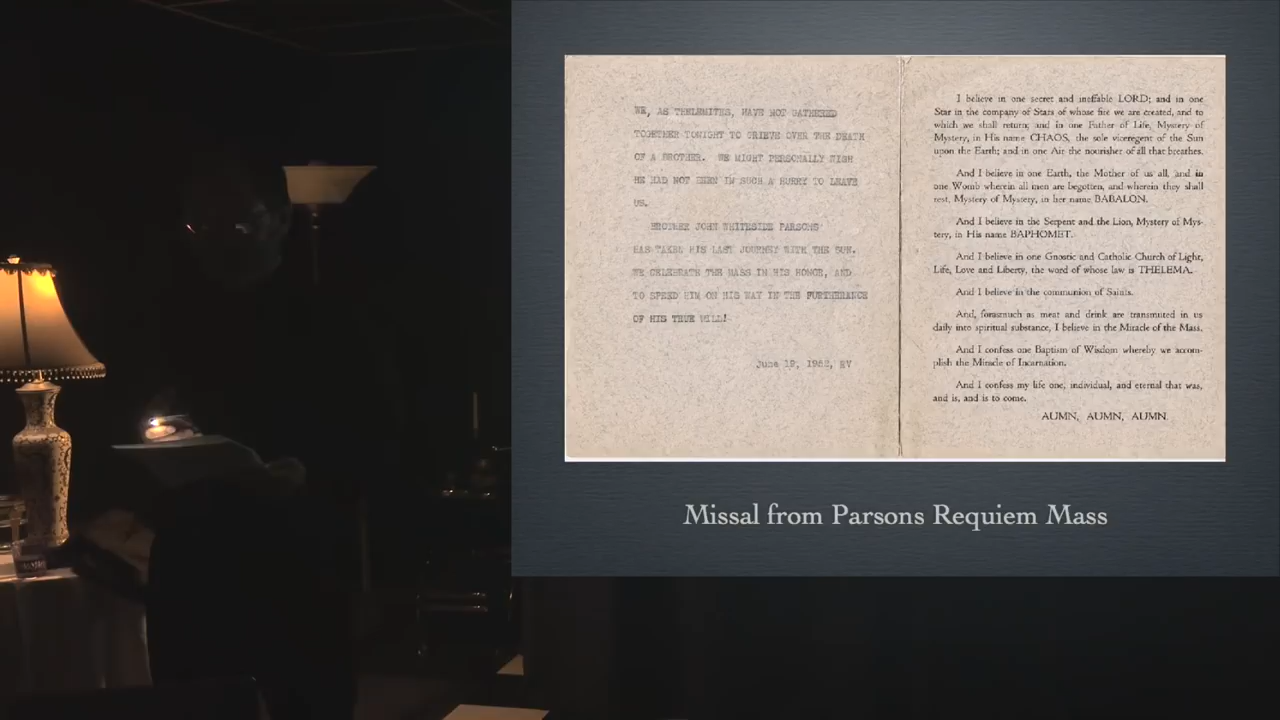 WE, AS THELEMITES, HAVE NOT GATHERED
TOGETHER TONIGHT TO GRIEVE OVER THE DEATH
OF A BROTHER. WE MIGHT PERSONALLY WISH
HE HAD NOT BEEN IN SUCH A HURRY TO LEAVE
US.
BROTHER JOHN WHITESIDE PARSONS
HAS TAKEN HIS LAST JOURNEY WITH THE SUN.
WE CELEBRATE THE MASS IN HIS HONOR, AND
TO SPEED HIM ON HIS WAY IN THE FURTHERANCE
OF HIS TRUE WILL!
June 19, 1952, EV
I believe in one secret and ineffable LORD; and in one
Star in the company of Stars of whose fire we are created, and to
which we shall return; and in one Father of Life, Mystery of
Mystery, in His name CHAOS, the sole viceregent of the Sun
upon the Earth; and in one Air the nourisher of all that breathes.
And I believe in one Earth, the Mother of us all, and in
one Womb wherein all men are begotten, and wherein they shall
rest, Mystery of Mystery, in her name BABALON.
And I believe in the Serpent and the Lion, Mystery of Mys-
tery, in His name BAPHOMET.
And I believe in one Gnostic and Catholic Church of Light,
Life, Love and Liberty, the word of whose law is THELEMA.
And I believe in the communion of Saints.
And, forasmuch as meat and drink are transmuted in us
daily into spiritual substance, I believe in the Miracle of the Mass.
And I confess one Baptism of Wisdom whereby we accom-
plish the Miracle of Incarnation.
And I confess my life one, individual, and eternal that was,
and is, and is to come.
AUMN, AUMN, AUMN.
Missal from Parsons Requiem Mass